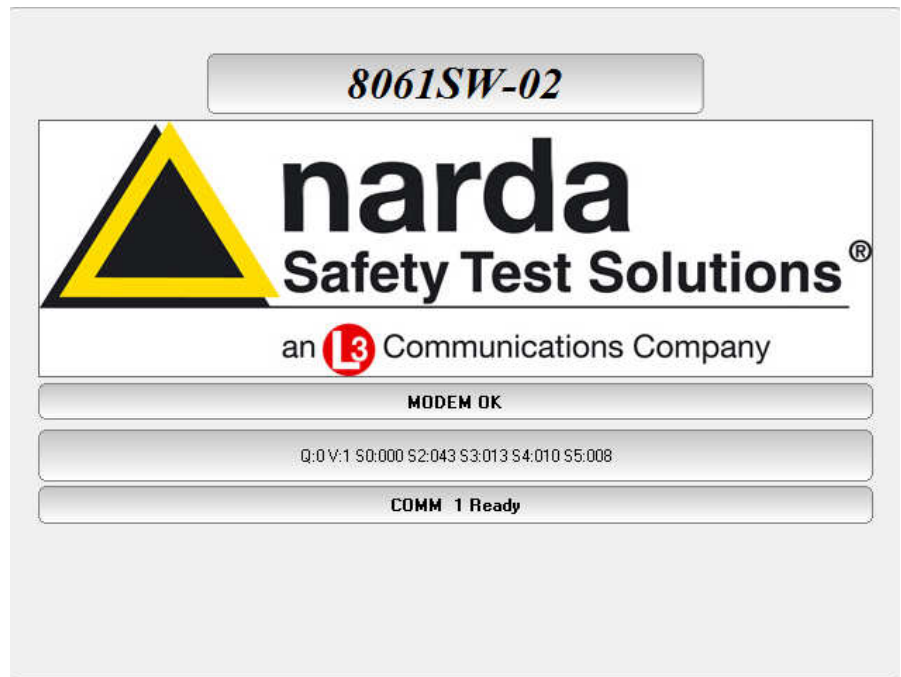 8061SW-02
narda
Safety Test Solutions®
an L3 Communications Company
MODEM OK
Q:0 V:1 S0:000 S2:043 S3:013 S4:010 S5:008
COMM 1 Ready